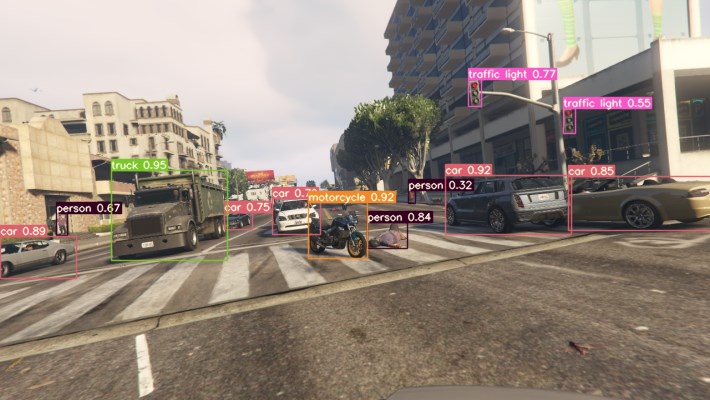 traffic light 0.77
traffic light 0.55
truck 0.95
car 0.92
car 0.85
person 0.32
motorcycle 0.92
person 0.67
car 0.75
person 0.84
car 0.89